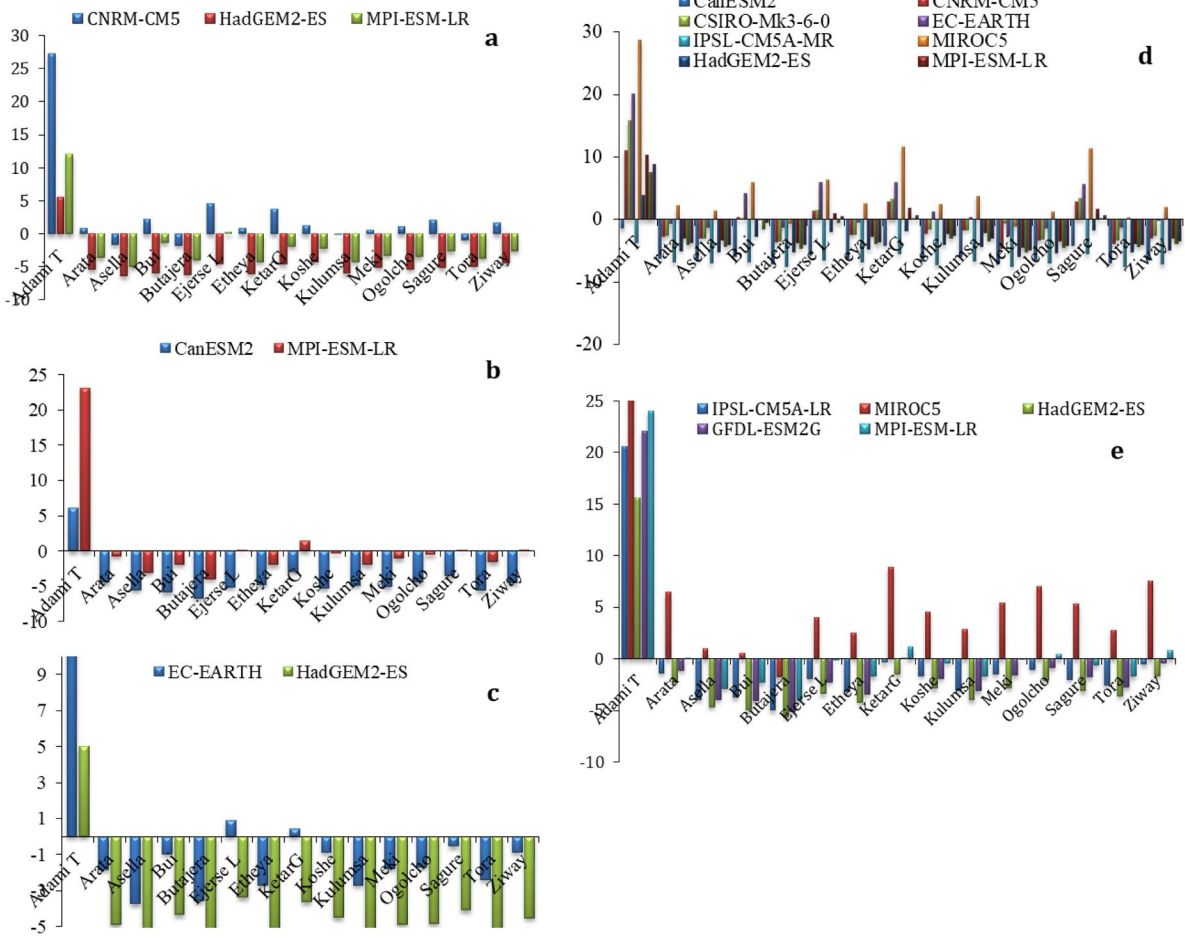 CNRM-CM5 HadGEM2-ES MPI-ESM-LR
a
30
25
20
15
10
5
0
-5
-10
Adami T Arata Asella Bui Butajera Ejerse L Etheya KetarG Koshe Kulumsa Meki Ogolcho Sagure Tora Ziway
CanESM2 MPI-ESM-LR
b
25
20
15
10
5
0
-5
-10
Adami T Arata Asella Bui Butajera Ejerse L Etheya KetarG Koshe Kulumsa Meki Ogolcho Sagure Tora Ziway
EC-EARTH HadGEM2-ES
c
9
7
5
3
1
-1
-3
-5
Adami T Arata Asella Bui Butajera Ejerse L Etheya KetarG Koshe Kulumsa Meki Ogolcho Sagure Tora Ziway
CanESM2 CNRM-CM5
CSIRO-Mk3-6-0 EC-EARTH
IPSL-CM5A-MR MIROC5
HadGEM2-ES MPI-ESM-LR
d
30
20
10
0
-10
-20
Adami T Arata Asella Bui Butajera Ejerse L Etheya KetarG Koshe Kulumsa Meki Ogolcho Sagure Tora Ziway
IPSL-CM5A-LR MIROC5 HadGEM2-ES
GFDL-ESM2G MPI-ESM-LR
e
25
20
15
10
5
0
-5
-10
Adami T Arata Asella Bui Butajera Ejerse L Etheya KetarG Koshe Kulumsa Meki Ogolcho Sagure Tora Ziway